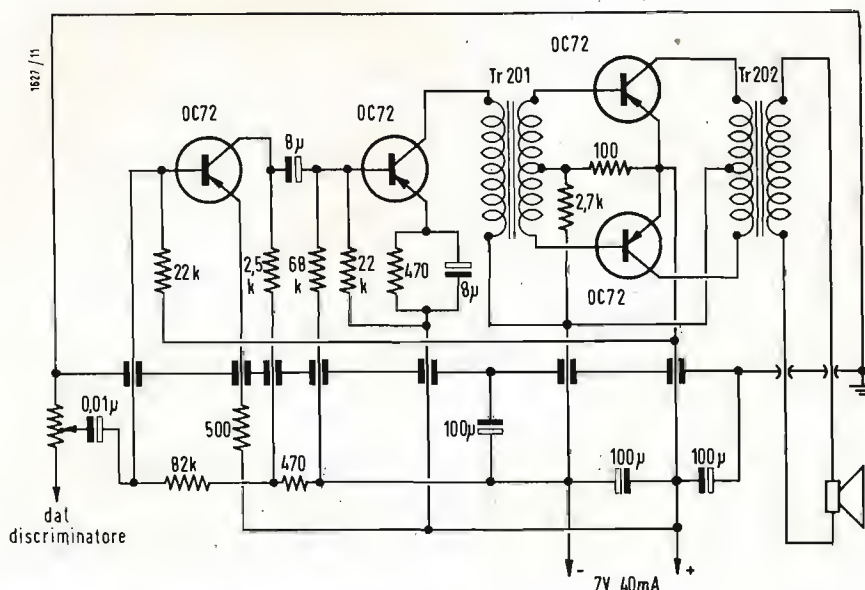 1627/11
OC72
Tr 201
Tr 202
OC72
OC72
8µ
100
2,7k
22k
2,5
k
68
k
22
k
470
8µ
OC72
0,01µ
500
100µ
82k
470
100µ
100µ
dat
discriminatore
-
+
7V 40mA